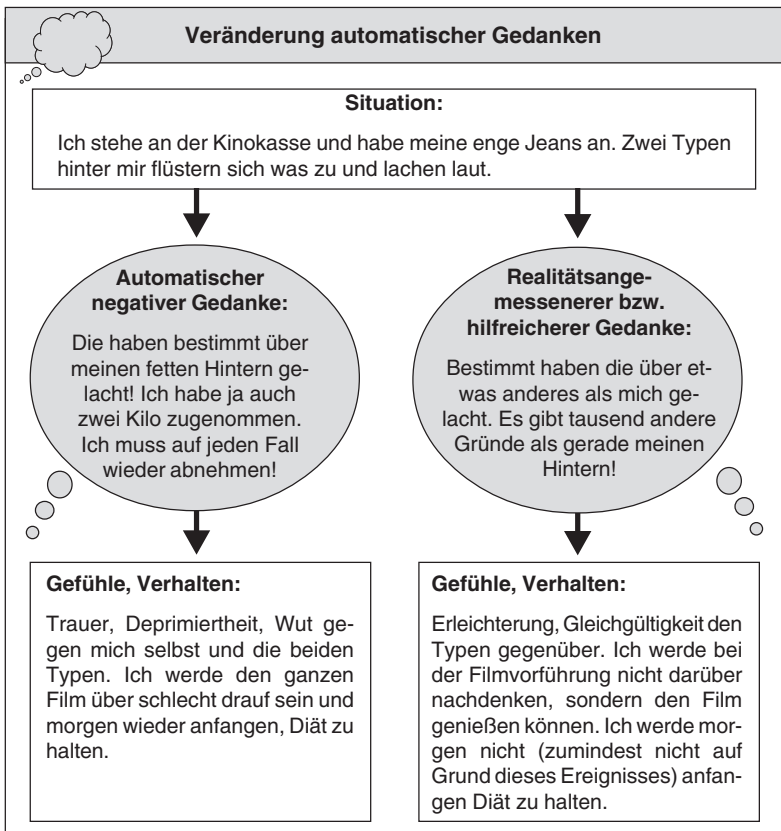 Veränderung automatischer Gedanken
Situation:
Ich stehe an der Kinokasse und habe meine enge Jeans an. Zwei Typen
hinter mir flüstern sich was zu und lachen laut.
Automatischer
negativer Gedanke:
Die haben bestimmt über
meinen fetten Hintern ge-
lacht! Ich habe ja auch
zwei Kilo zugenommen.
Ich muss auf jeden Fall
wieder abnehmen!
Realitätsange-
messenerer bzw.
hilfreicherer Gedanke:
Bestimmt haben die über et-
was anderes als mich ge-
lacht. Es gibt tausend andere
Gründe als gerade meinen
Hintern!
Gefühle, Verhalten:
Trauer, Deprimiertheit, Wut ge-
gen mich selbst und die beiden
Typen. Ich werde den ganzen
Film über schlecht drauf sein und
morgen wieder anfangen, Diät zu
halten.
Gefühle, Verhalten:
Erleichterung, Gleichgültigkeit den
Typen gegenüber. Ich werde bei
der Filmvorführung nicht darüber
nachdenken, sondern den Film
genießen können. Ich werde mor-
gen nicht (zumindest nicht auf
Grund dieses Ereignisses) anfan-
gen Diät zu halten.